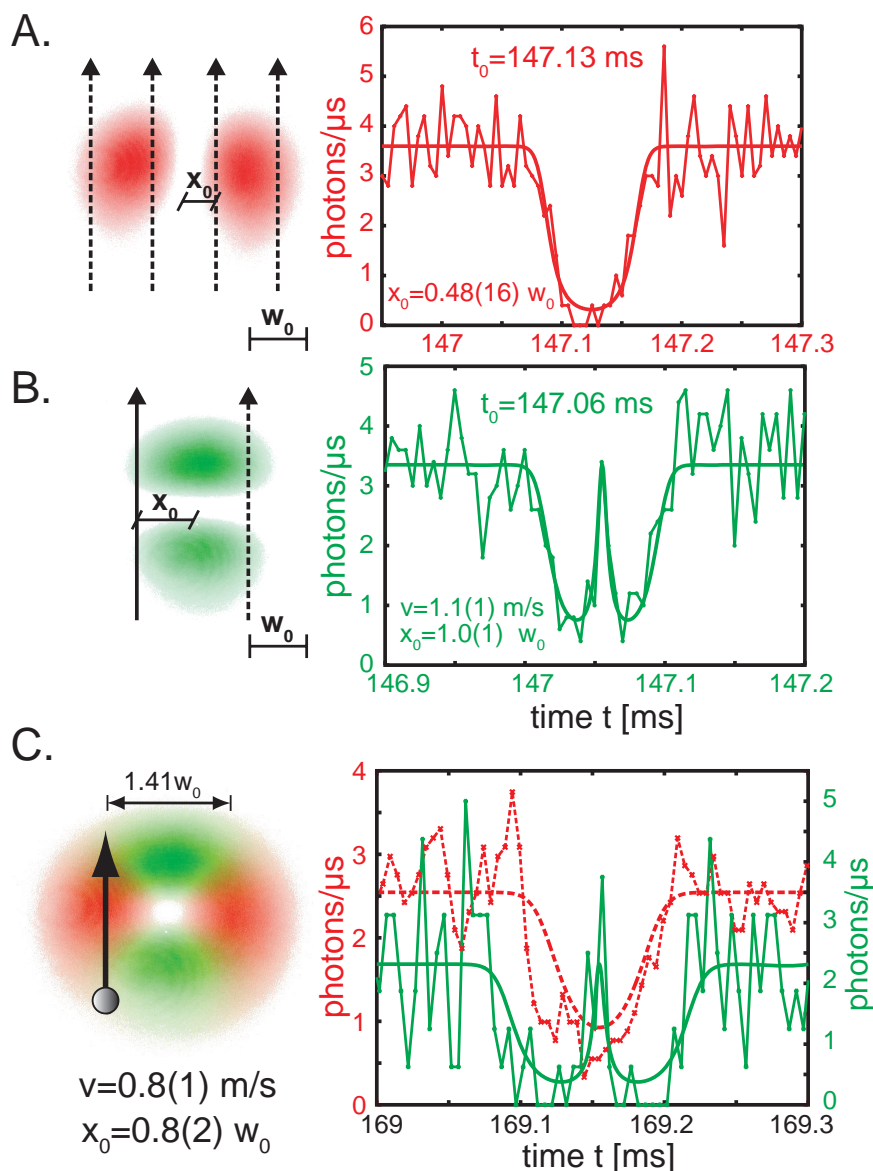 A.
x₀
w₀
photons/µs
6
5
4
3
2
1
0
t₀=147.13 ms
x₀=0.48(16) w₀
147
147.1
147.2
147.3
B.
x₀
w₀
photons/µs
5
4
3
2
1
0
t₀=147.06 ms
v=1.1(1) m/s
x₀=1.0(1) w₀
146.9
147
147.1
147.2
time t [ms]
C.
1.41w₀
v=0.8(1) m/s
x₀=0.8(2) w₀
photons/µs
4
3
2
1
0
5
4
3
2
1
0
photons/µs
169
169.1
169.2
169.3
time t [ms]